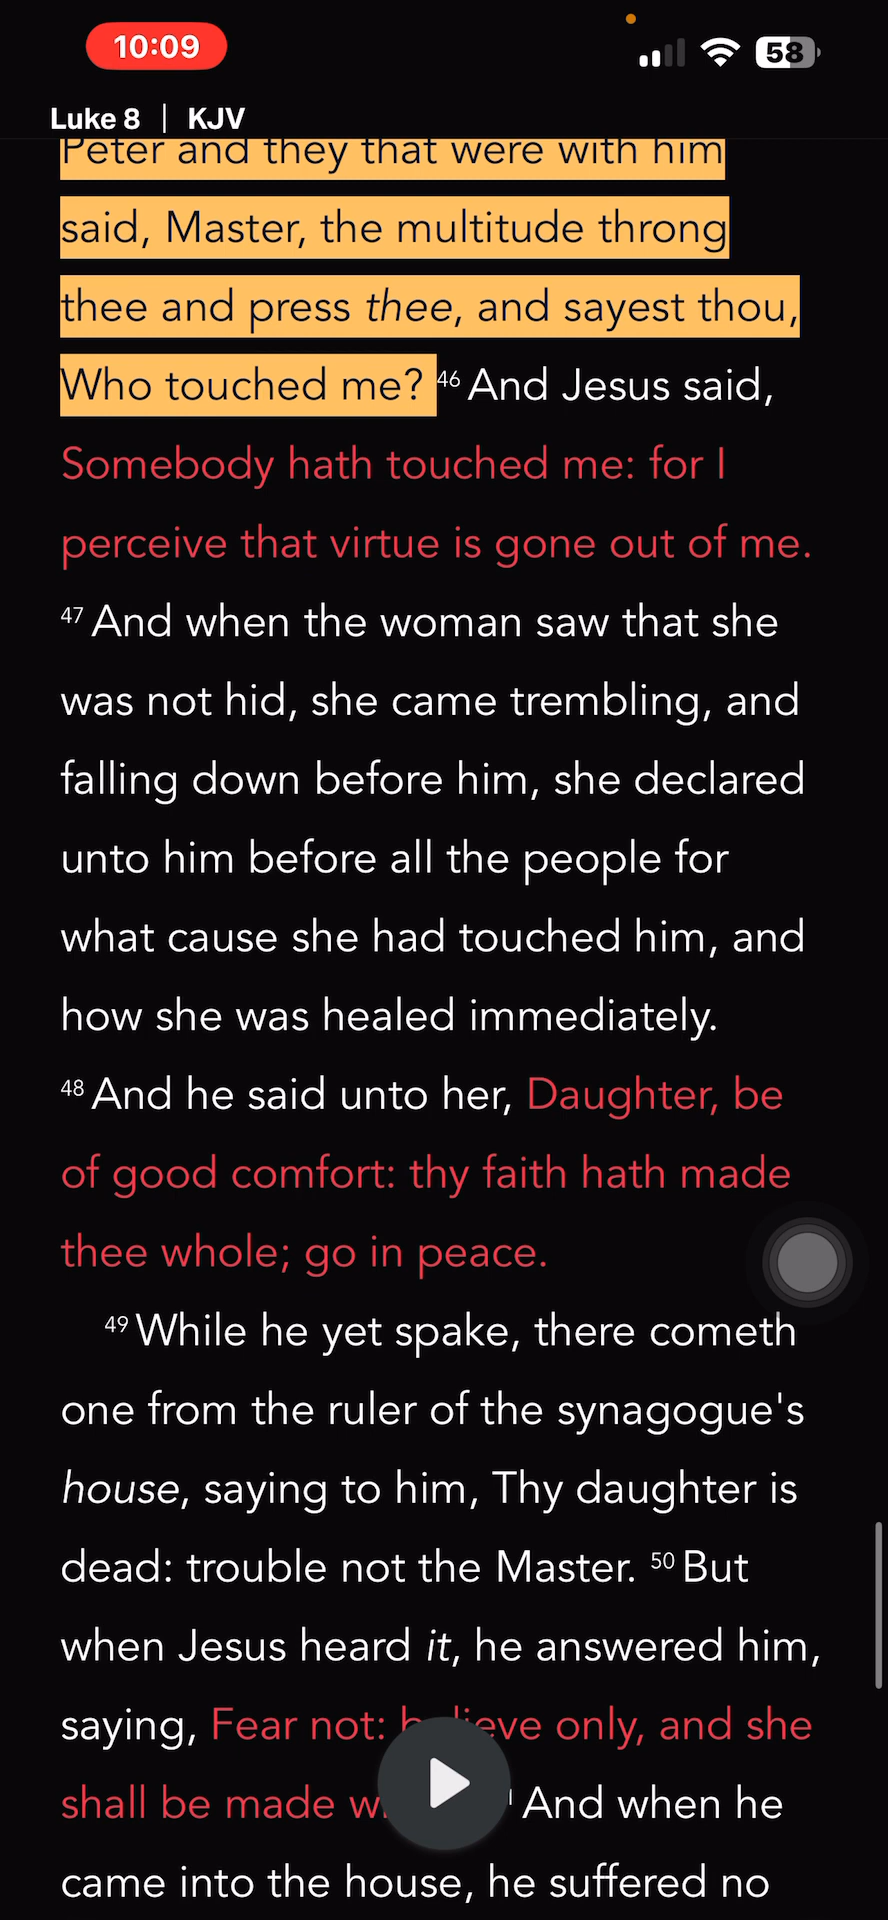 10:09
58
Luke 8 | KJV
Peter and they that were with him
said, Master, the multitude throng
thee and press thee, and sayest thou,
Who touched me? 46 And Jesus said,
Somebody hath touched me: for I
perceive that virtue is gone out of me.
47 And when the woman saw that she
was not hid, she came trembling, and
falling down before him, she declared
unto him before all the people for
what cause she had touched him, and
how she was healed immediately.
48 And he said unto her, Daughter, be
of good comfort: thy faith hath made
thee whole; go in peace.
49 While he yet spake, there cometh
one from the ruler of the synagogue's
house, saying to him, Thy daughter is
dead: trouble not the Master. 50 But
when Jesus heard it, he answered him,
saying, Fear not: believe only, and she
shall be made And when he
came into the house, he suffered no